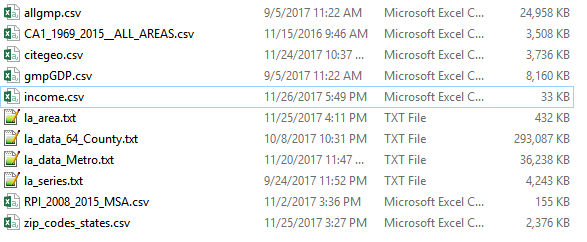 allgmp.csv 9/5/2017 11:22 AM Microsoft Excel C... 24,958 KB
CA1_1969_2015__ALL_AREAS.csv 11/15/2016 9:46 AM Microsoft Excel C... 3,508 KB
citegeo.csv 11/24/2017 10:37 ... Microsoft Excel C... 3,736 KB
gmpGDP.csv 9/5/2017 11:22 AM Microsoft Excel C... 8,160 KB
income.csv 11/26/2017 5:49 PM Microsoft Excel C... 33 KB
la_area.txt 11/25/2017 4:11 PM TXT File 432 KB
la_data_64_County.txt 10/8/2017 10:31 PM TXT File 293,087 KB
la_data_Metro.txt 11/20/2017 11:47 ... TXT File 36,238 KB
la_series.txt 9/24/2017 11:52 PM TXT File 4,243 KB
RPI_2008_2015_MSA.csv 11/2/2017 3:36 PM Microsoft Excel C... 155 KB
zip_codes_states.csv 11/25/2017 3:27 PM Microsoft Excel C... 2,376 KB